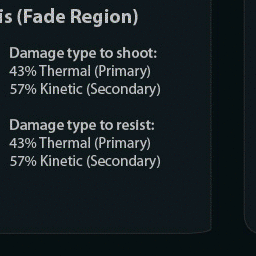 (Fade Region)
Damage type to shoot:
43% Thermal (Primary)
57% Kinetic (Secondary)
Damage type to resist:
43% Thermal (Primary)
57% Kinetic (Secondary)